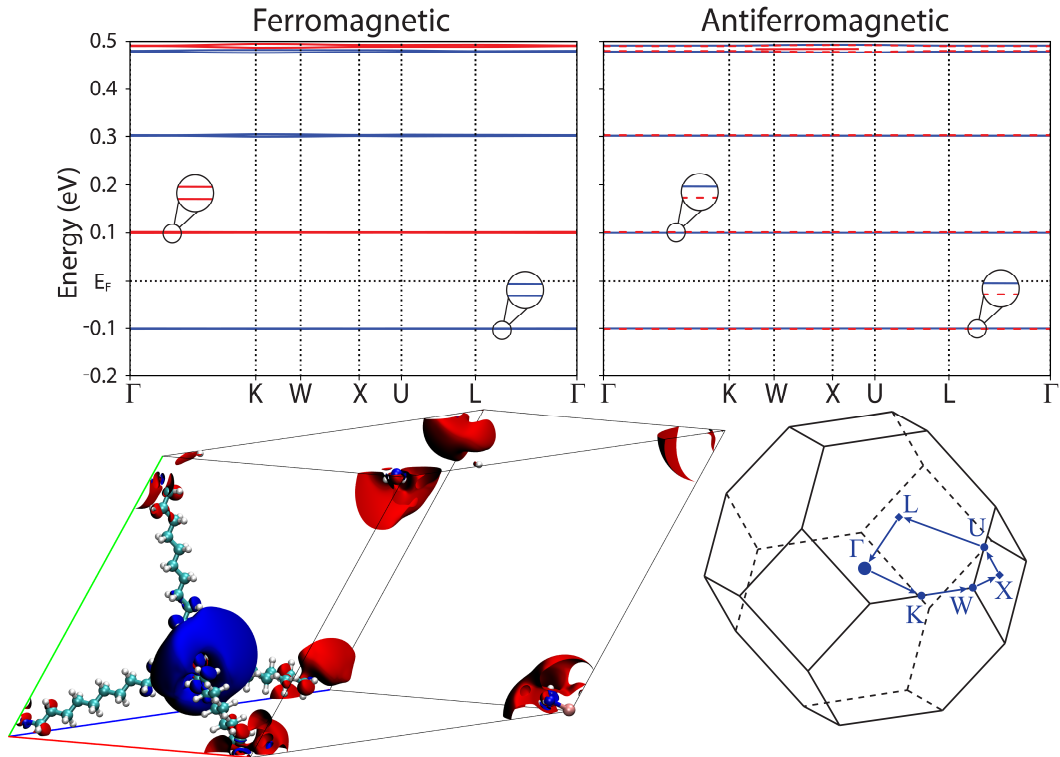 Ferromagnetic
Antiferromagnetic
Energy (eV)
0.5
0.4
0.3
0.2
0.1
E_F
-0.1
-0.2
Γ K W X U L Γ
Γ K W X U L Γ
L
U
Γ
X
K
W